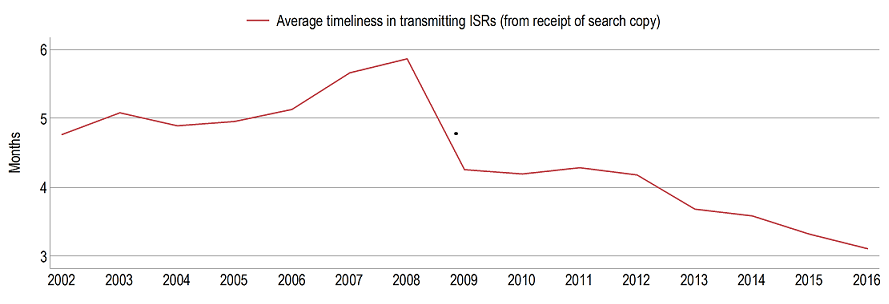 Average timeliness in transmitting ISRs (from receipt of search copy)
6
5
Months
4
3
2002 2003 2004 2005 2006 2007 2008 2009 2010 2011 2012 2013 2014 2015 2016